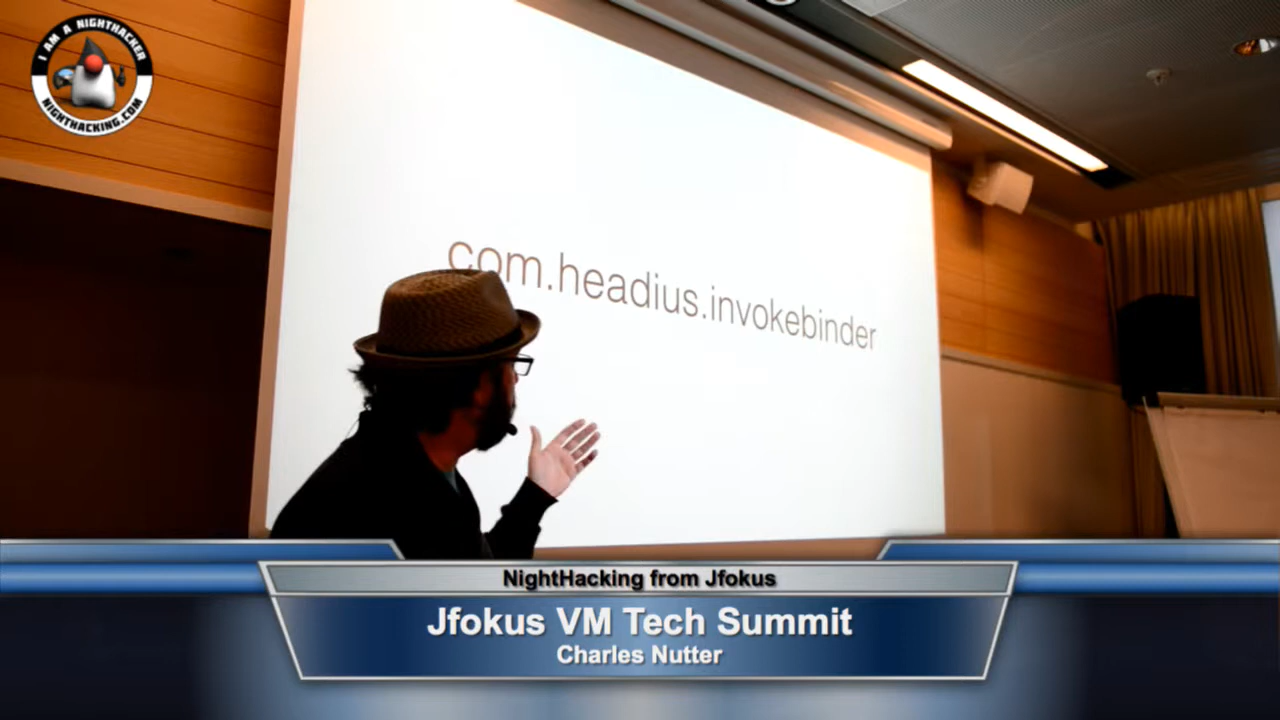 I AM A NIGHTHACKER
NIGHTHACKING.COM
com.headius.invokebinder
NightHacking from Jfokus
Jfokus VM Tech Summit
Charles Nutter